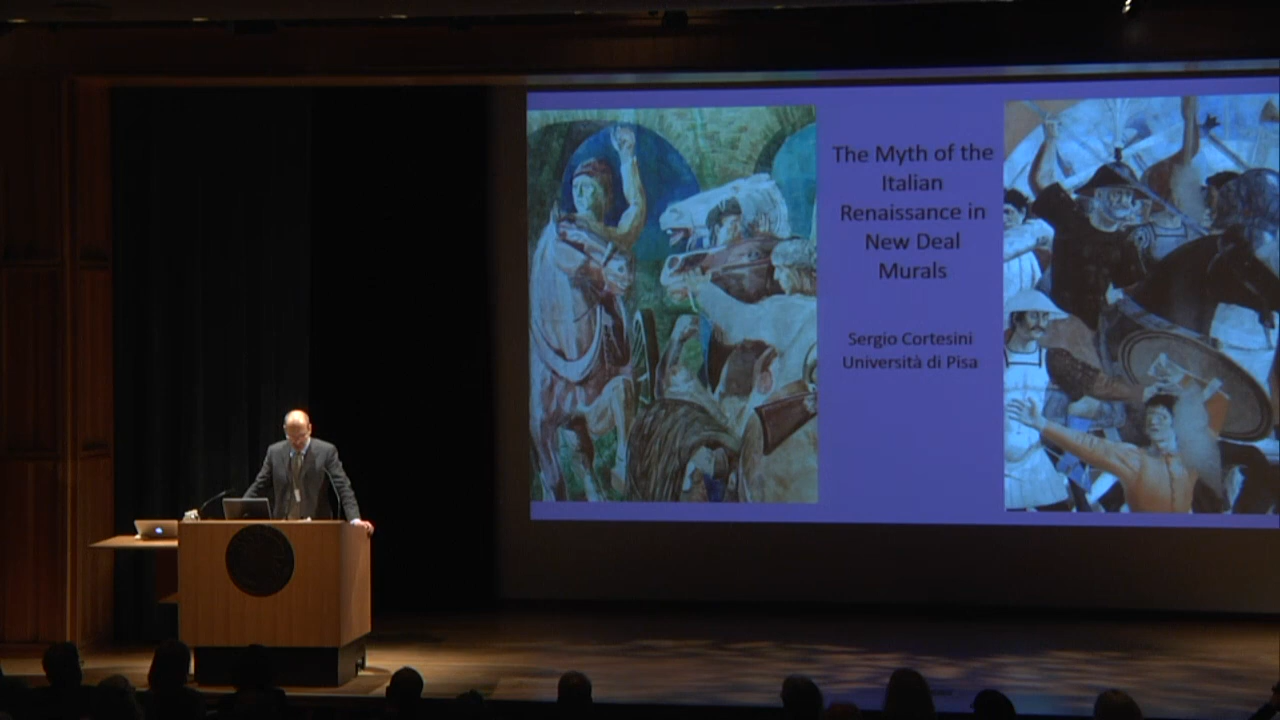 The Myth of the
Italian
Renaissance in
New Deal
Murals
Sergio Cortesini
Università di Pisa